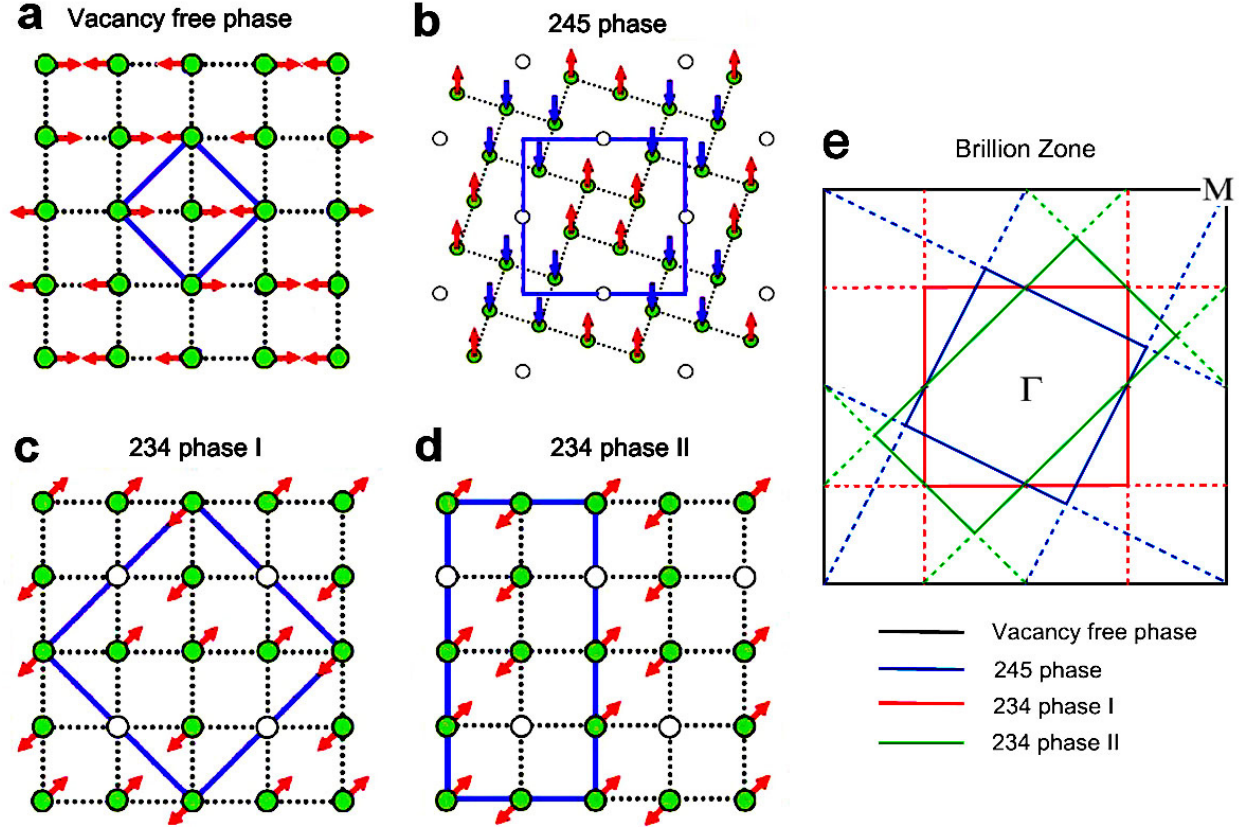 a Vacancy free phase
b 245 phase
e Brillion Zone
M
Γ
c 234 phase I
d 234 phase II
Vacancy free phase
245 phase
234 phase I
234 phase II